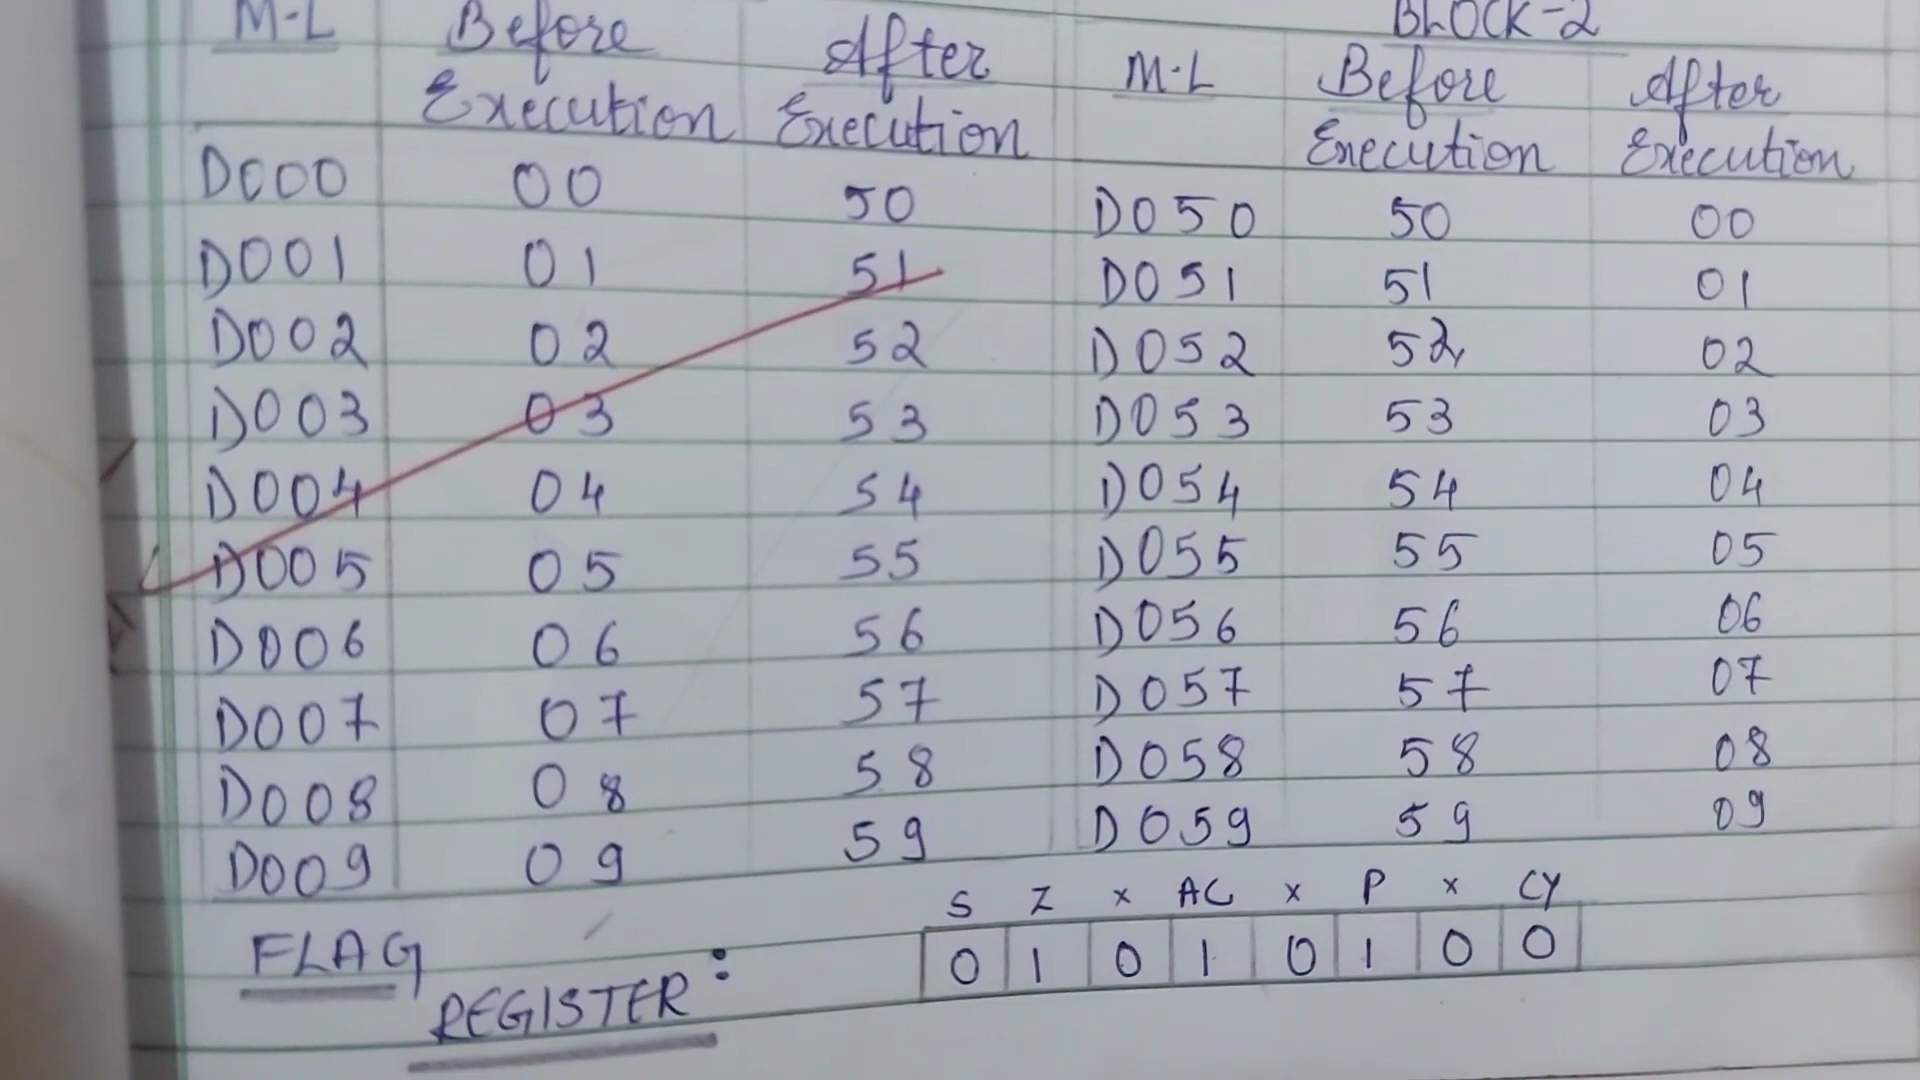 BLOCK-2
M·L Before Execution After Execution M·L Before Execution After Execution
D000 00 50 D050 50 00
D001 01 51 D051 51 01
D002 02 52 D052 52 02
D003 03 53 D053 53 03
D004 04 54 D054 54 04
D005 05 55 D055 55 05
D006 06 56 D056 56 06
D007 07 57 D057 57 07
D008 08 58 D058 58 08
D009 09 59 D059 59 09
S Z x AC x P x CY
FLAG REGISTER: 0 1 0 1 0 1 0 0